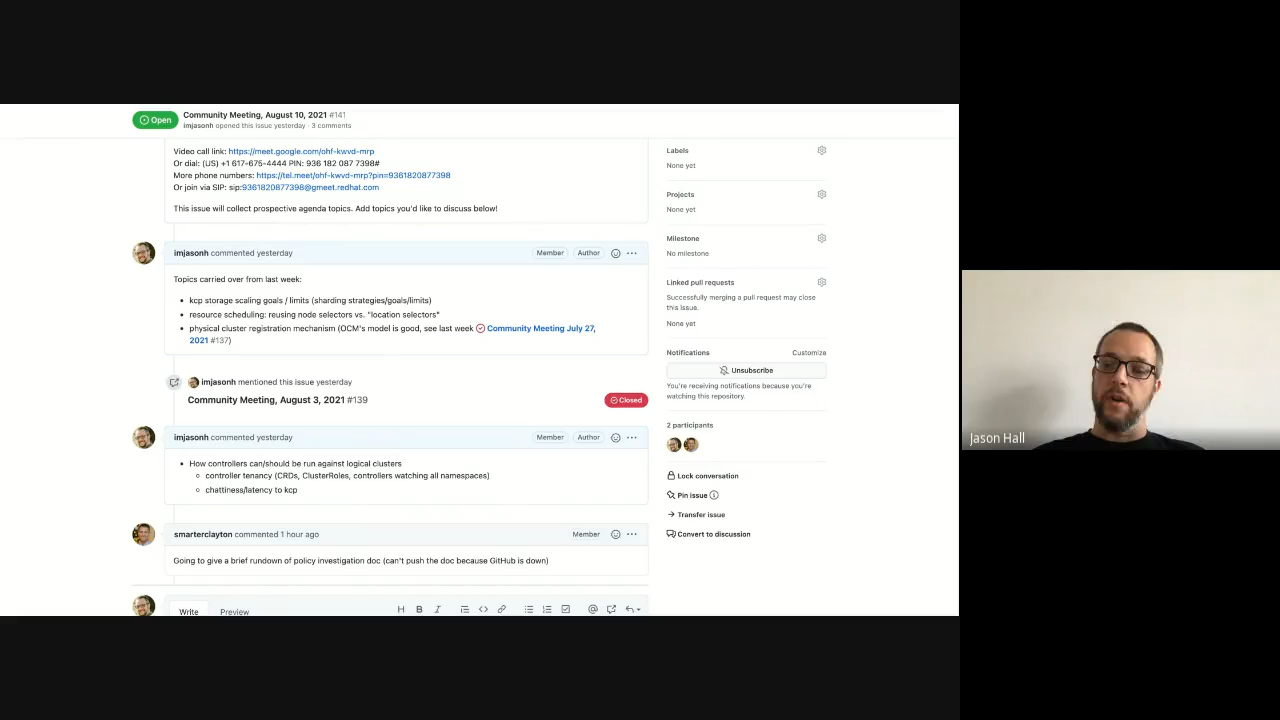 Open
Community Meeting, August 10, 2021 #141
imjasonh opened this issue yesterday · 3 comments
Video call link: https://meet.google.com/ohf-kwvd-mrp
Or dial: (US) +1 617-675-4444 PIN: 936 182 087 7398#
More phone numbers: https://tel.meet/ohf-kwvd-mrp?pin=9361820877398
Or join via SIP: sip:9361820877398@gmeet.redhat.com
This issue will collect prospective agenda topics. Add topics you'd like to discuss below!
imjasonh commented yesterday
Member
Author
Topics carried over from last week:
• kcp storage scaling goals / limits (sharding strategies/goals/limits)
• resource scheduling: reusing node selectors vs. "location selectors"
• physical cluster registration mechanism (OCM's model is good, see last week Community Meeting July 27,
2021 #137)
imjasonh mentioned this issue yesterday
Community Meeting, August 3, 2021 #139
Closed
imjasonh commented yesterday
Member
Author
• How controllers can/should be run against logical clusters
◦ controller tenancy (CRDs, ClusterRoles, controllers watching all namespaces)
◦ chattiness/latency to kcp
smarterclayton commented 1 hour ago
Member
Going to give a brief rundown of policy investigation doc (can't push the doc because GitHub is down)
Write
Preview
Labels
None yet
Projects
None yet
Milestone
No milestone
Linked pull requests
Successfully merging a pull request may close
this issue.
None yet
Notifications
Customize
Unsubscribe
You're receiving notifications because you're
watching this repository.
2 participants
Lock conversation
Pin issue
Transfer issue
Convert to discussion
Jason Hall